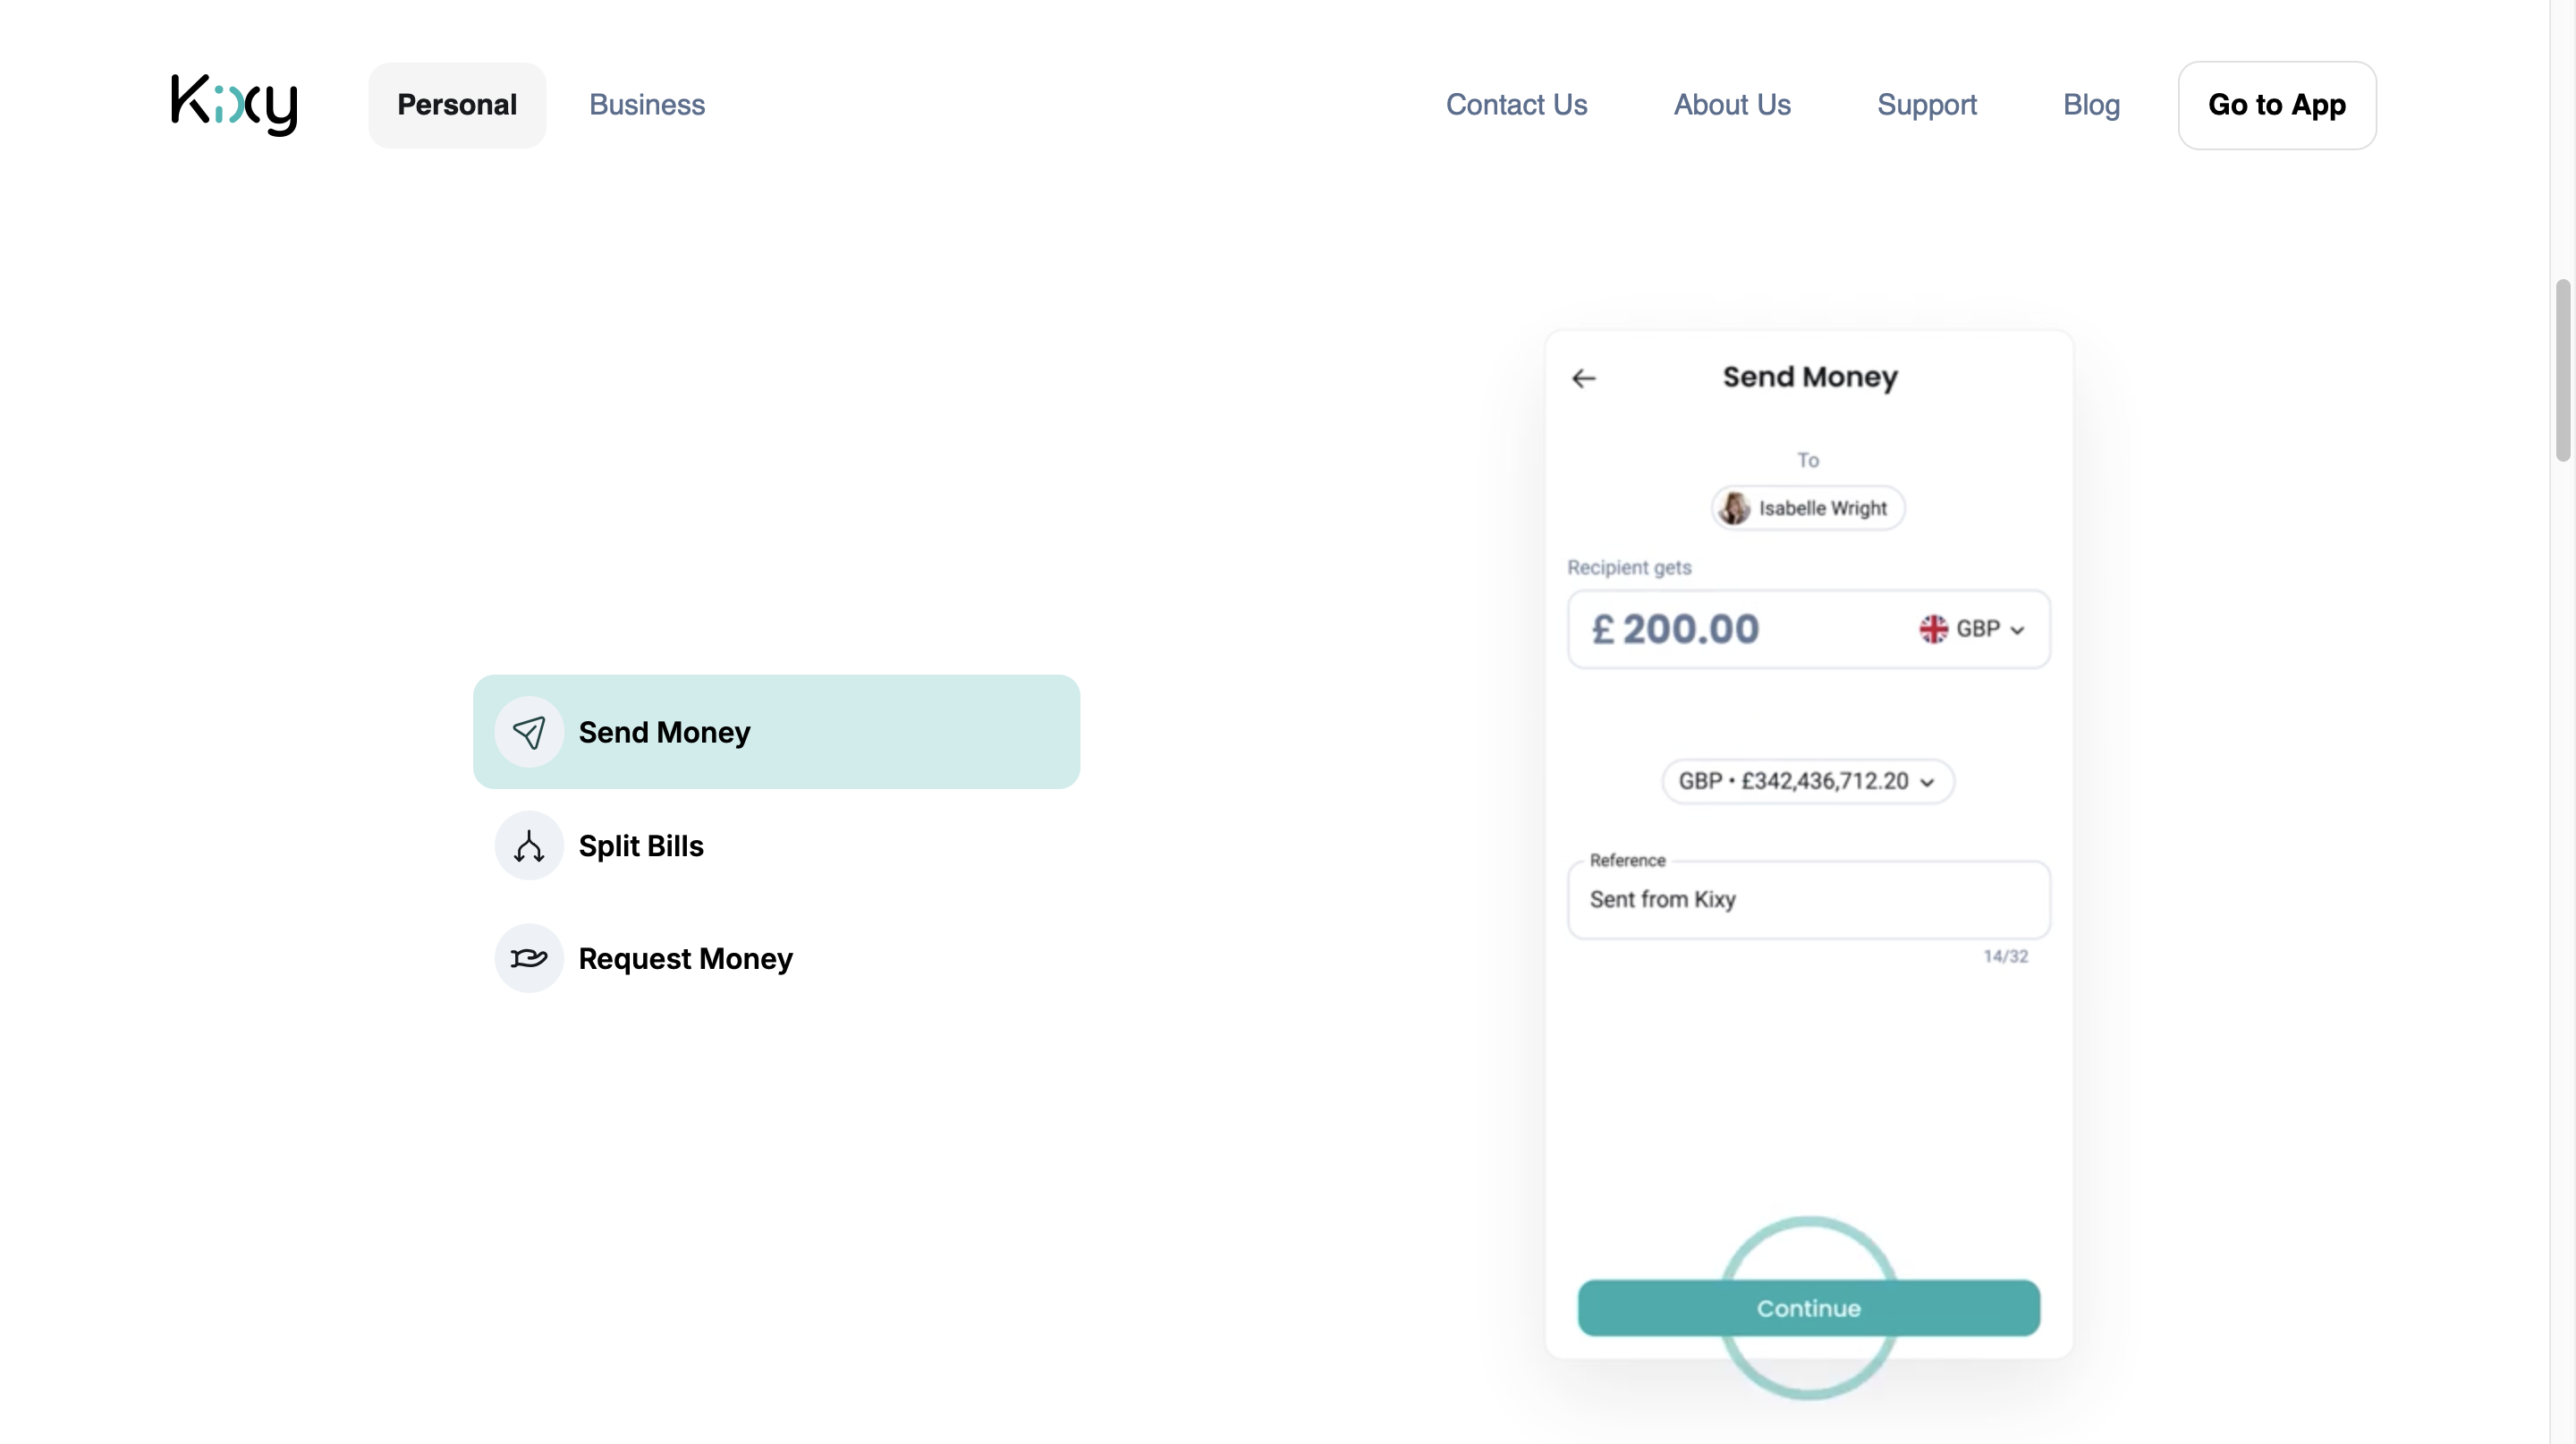 Kixy
Personal
Business
Contact Us
About Us
Support
Blog
Go to App
Send Money
Split Bills
Request Money
Send Money
To
Isabelle Wright
Recipient gets
£ 200.00
GBP
GBP • £342,436,712.20
Reference
Sent from Kixy
14/32
Continue